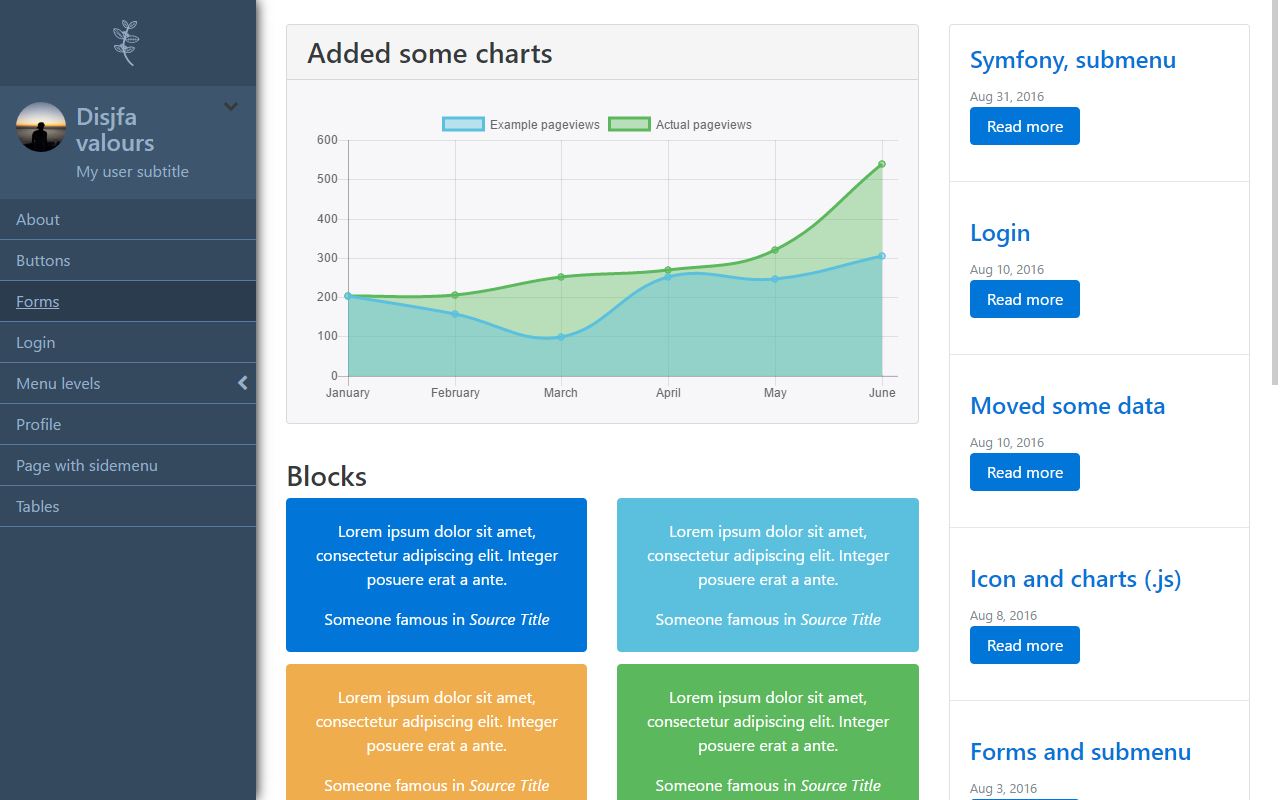 Disjfa
valours
My user subtitle
About
Buttons
Forms
Login
Menu levels
Profile
Page with sidemenu
Tables
Added some charts
Example pageviews Actual pageviews
600
500
400
300
200
100
0
January February March April May June
Blocks
Lorem ipsum dolor sit amet,
consectetur adipiscing elit. Integer
posuere erat a ante.
Someone famous in Source Title
Lorem ipsum dolor sit amet,
consectetur adipiscing elit. Integer
posuere erat a ante.
Someone famous in Source Title
Lorem ipsum dolor sit amet,
consectetur adipiscing elit. Integer
posuere erat a ante.
Someone famous in Source Title
Lorem ipsum dolor sit amet,
consectetur adipiscing elit. Integer
posuere erat a ante.
Someone famous in Source Title
Symfony, submenu
Aug 31, 2016
Read more
Login
Aug 10, 2016
Read more
Moved some data
Aug 10, 2016
Read more
Icon and charts (.js)
Aug 8, 2016
Read more
Forms and submenu
Aug 3, 2016